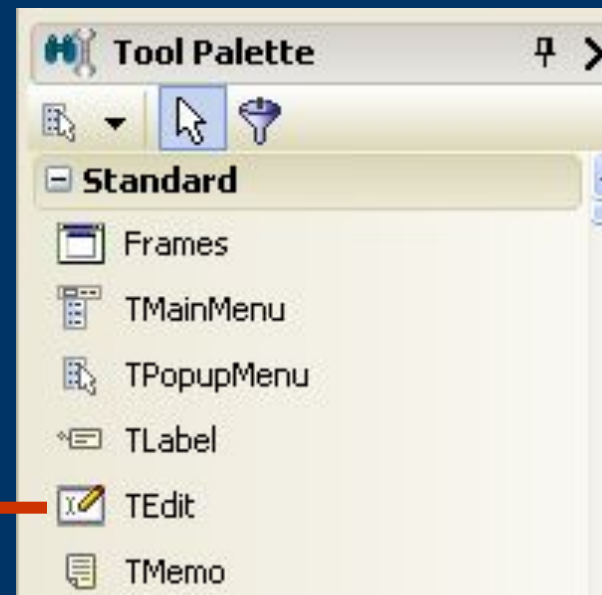 Tool Palette
Standard
Frames
TMainMenu
TPopupMenu
TLabel
TEdit
TMemo